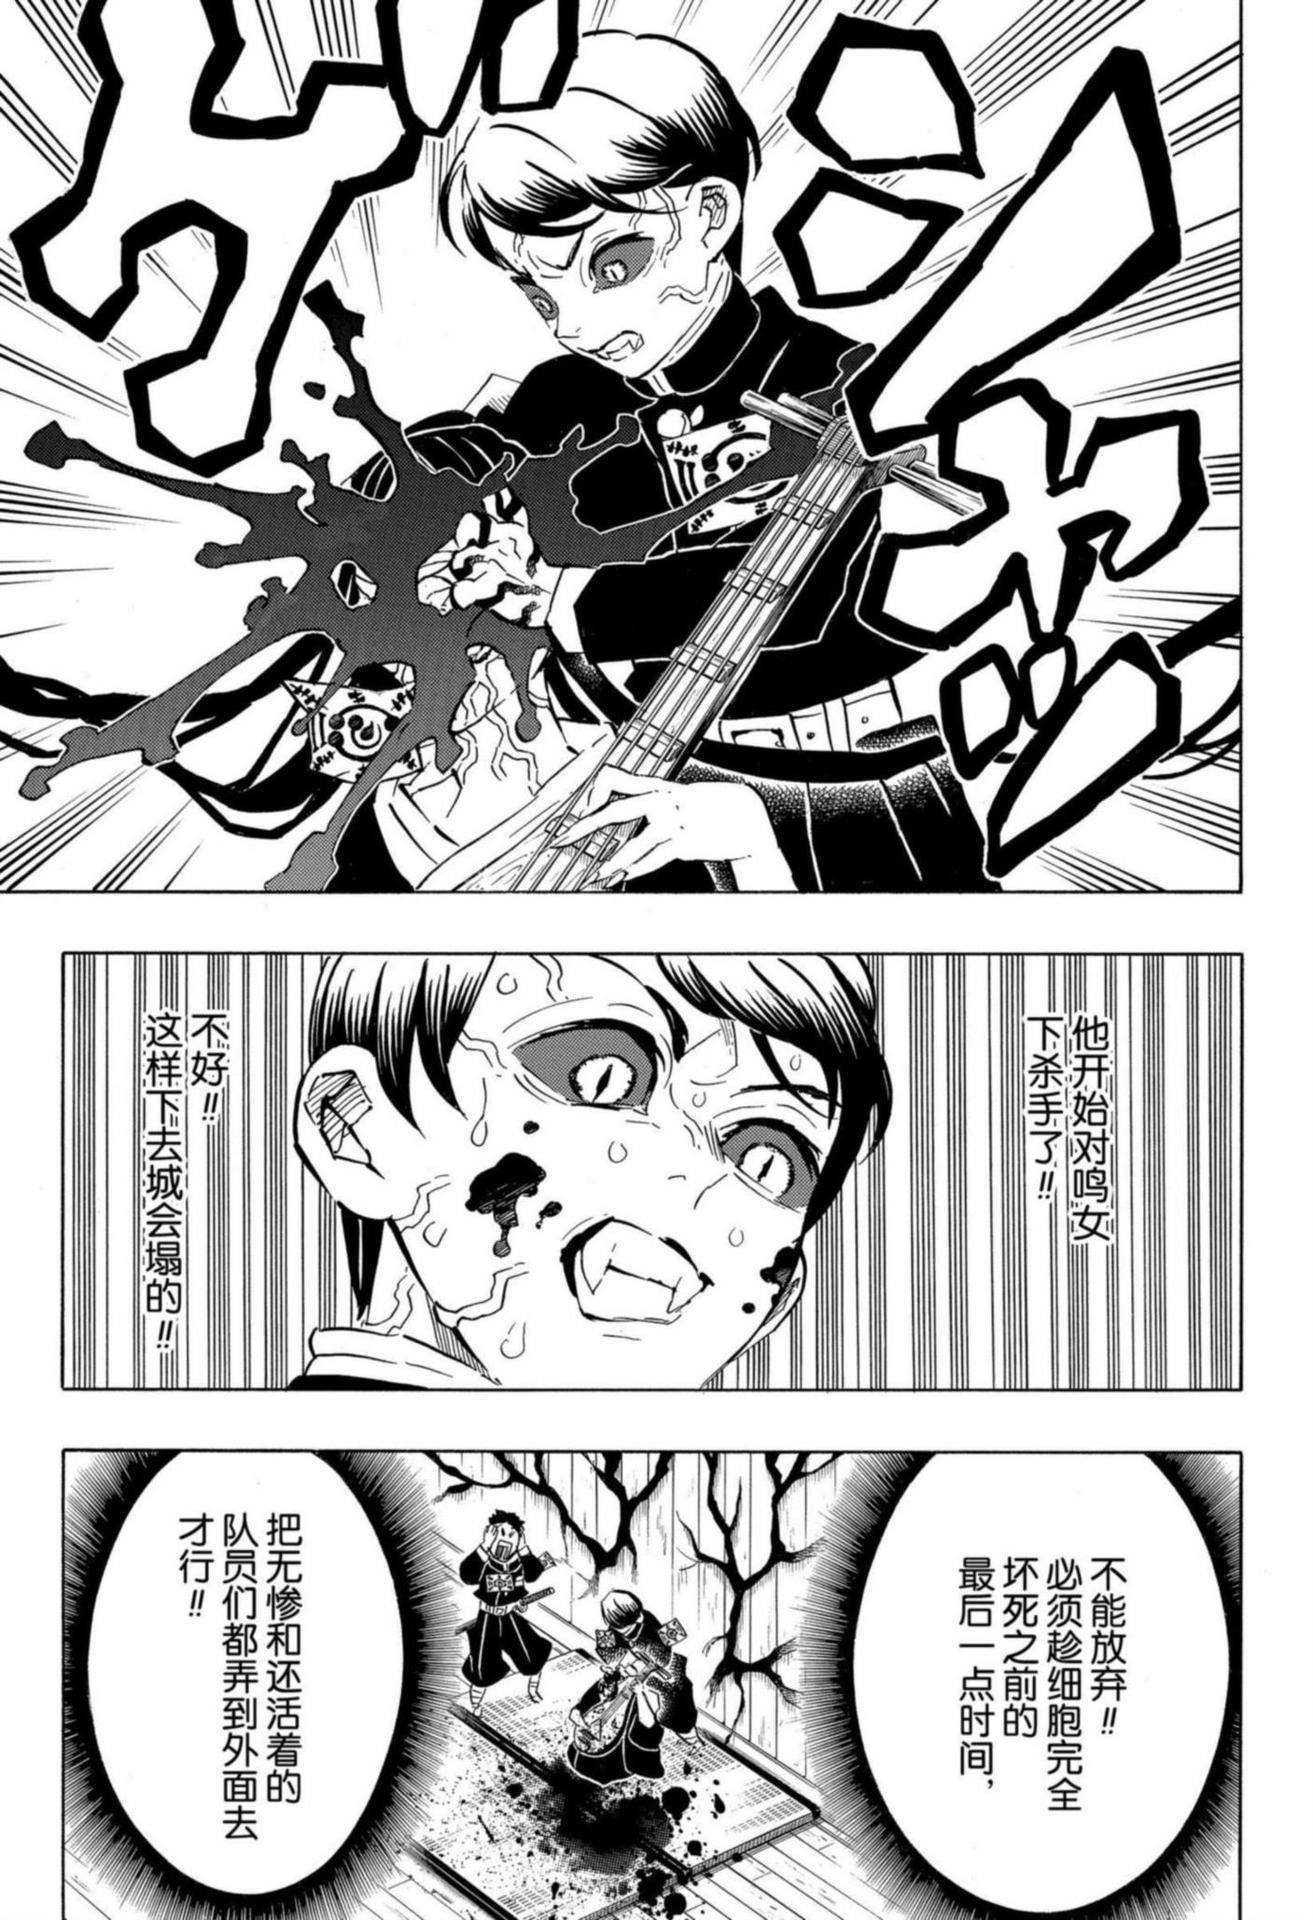 他开始对鸣女
下杀手了!!
不好!!
这样下去城会塌的!!
不能放弃!!
必须趁细胞完全
坏死之前的
最后一点时间，
把无惨和还活着的
队员们都弄到外面去
才行!!